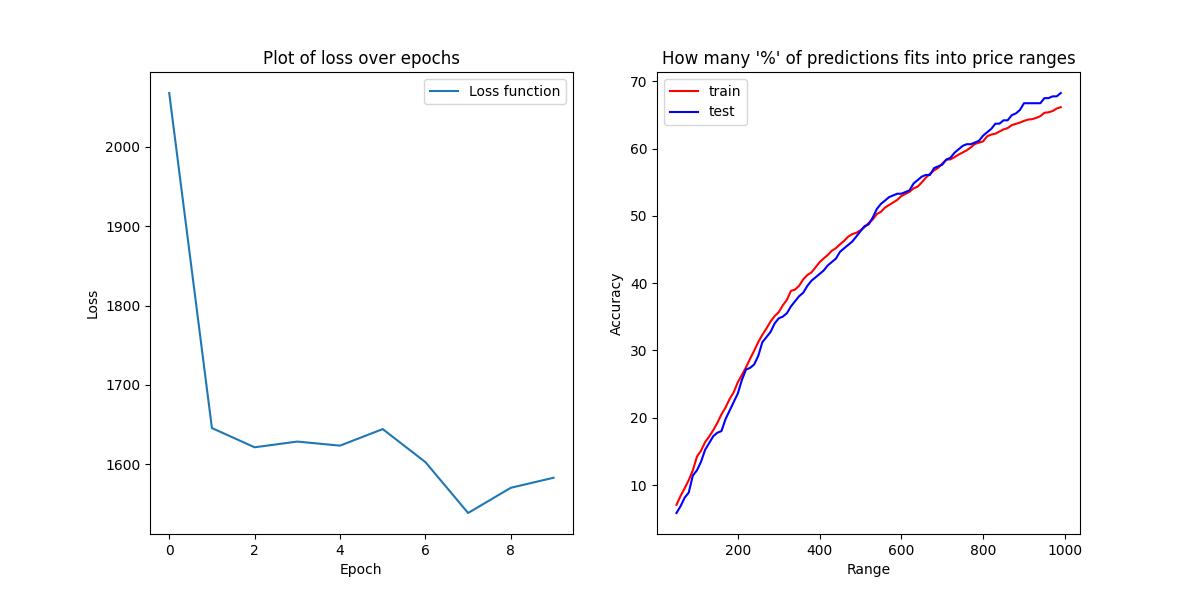 Plot of loss over epochs
Loss function
2000
1900
1800
1700
1600
Loss
0 2 4 6 8
Epoch
How many '%' of predictions fits into price ranges
train
test
70
60
50
40
30
20
10
Accuracy
200 400 600 800 1000
Range